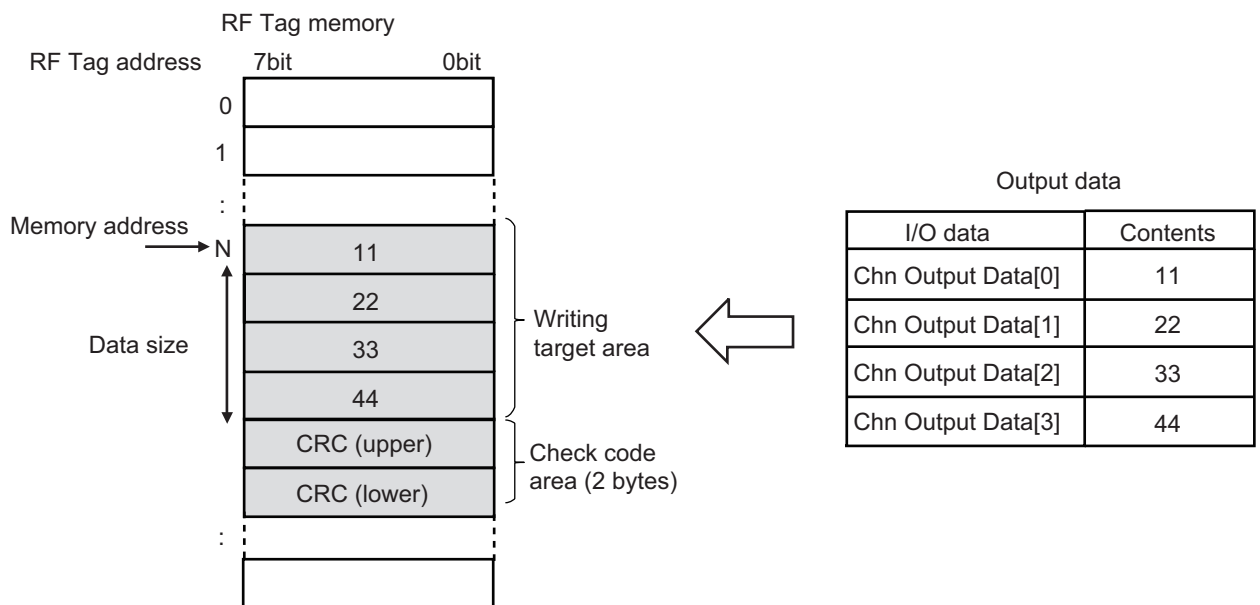 RF Tag memory
RF Tag address 7bit 0bit
0
1
:
Memory address
N
11
22
33
44
Data size
Writing
target area
CRC (upper)
CRC (lower)
Check code
area (2 bytes)
:
Output data
I/O data Contents
Chn Output Data[0] 11
Chn Output Data[1] 22
Chn Output Data[2] 33
Chn Output Data[3] 44